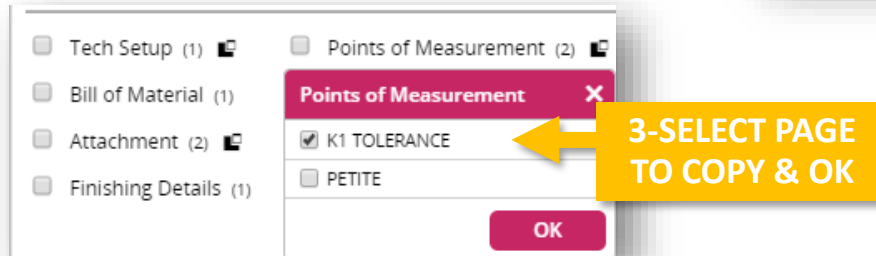 Tech Setup (1)
Points of Measurement (2)
Bill of Material (1)
Points of Measurement
Attachment (2)
K1 TOLERANCE
Finishing Details (1)
PETITE
OK
3-SELECT PAGE
TO COPY & OK